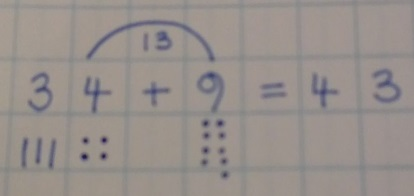 13
34 + 9 = 43